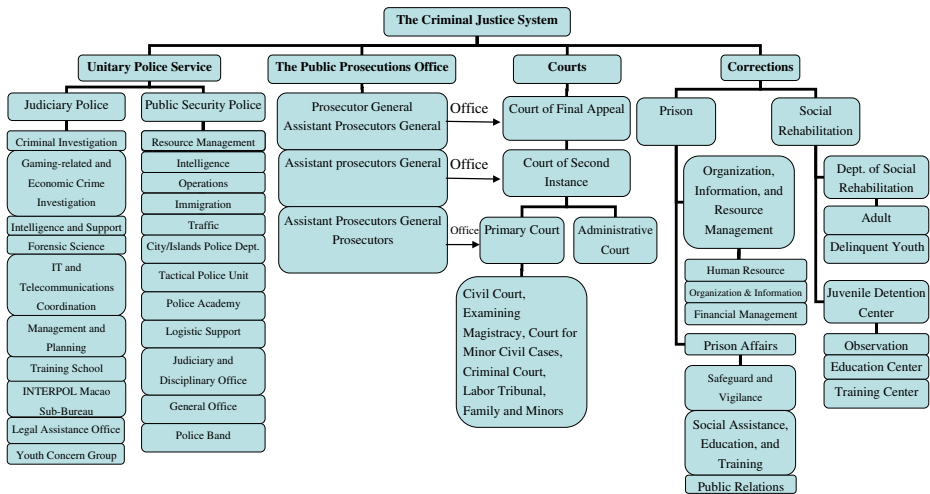 The Criminal Justice System
Unitary Police Service
Judiciary Police
Criminal Investigation
Gaming-related and
Economic Crime
Investigation
Intelligence and Support
Forensic Science
IT and
Telecommunications
Coordination
Management and
Planning
Training School
INTERPOL Macao
Sub-Bureau
Legal Assistance Office
Youth Concern Group
Public Security Police
Resource Management
Intelligence
Operations
Immigration
Traffic
City/Islands Police Dept.
Tactical Police Unit
Police Academy
Logistic Support
Judiciary and
Disciplinary Office
General Office
Police Band
The Public Prosecutions Office
Prosecutor General
Assistant Prosecutors General
Office
Assistant prosecutors General
Office
Assistant Prosecutors General
Prosecutors
Office
Courts
Court of Final Appeal
Court of Second
Instance
Primary Court
Administrative
Court
Civil Court,
Examining
Magistracy, Court for
Minor Civil Cases,
Criminal Court,
Labor Tribunal,
Family and Minors
Corrections
Prison
Organization,
Information, and
Resource
Management
Human Resource
Organization & Information
Financial Management
Prison Affairs
Safeguard and
Vigilance
Social Assistance,
Education, and
Training
Public Relations
Social
Rehabilitation
Dept. of Social
Rehabilitation
Adult
Delinquent Youth
Juvenile Detention
Center
Observation
Education Center
Training Center